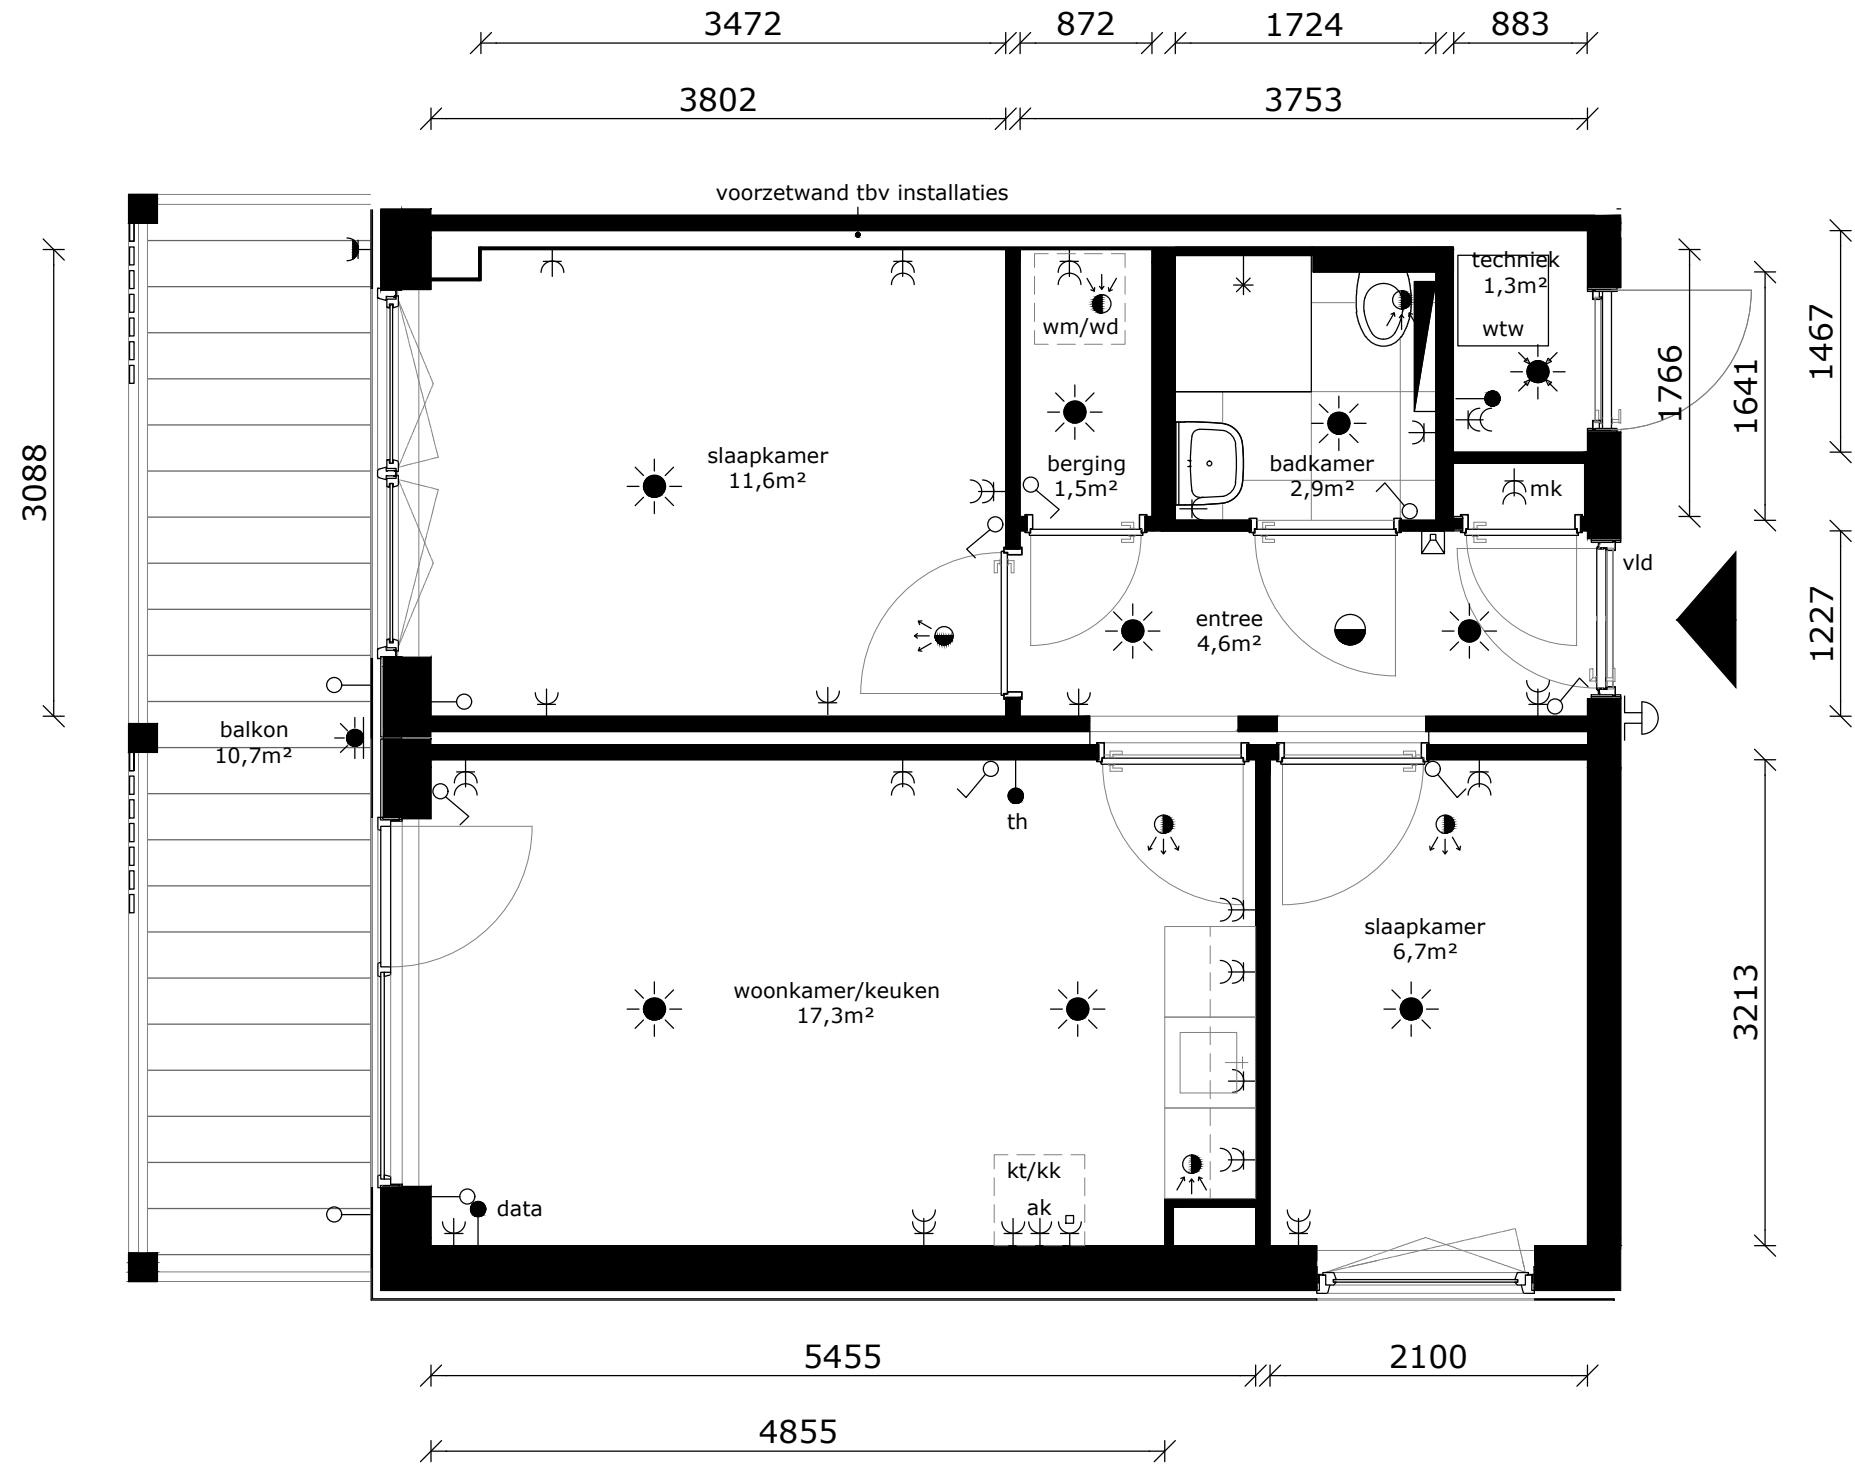 3472
872
1724
883
3802
3753
voorzetwand tbv installaties
techniek
1,3m²
wtw
wm/wd
1467
1766
1641
3088
slaapkamer
11,6m²
berging
1,5m²
badkamer
2,9m²
mk
vld
entree
4,6m²
1227
balkon
10,7m²
th
slaapkamer
6,7m²
woonkamer/keuken
17,3m²
3213
kt/kk
ak
data
5455
2100
4855